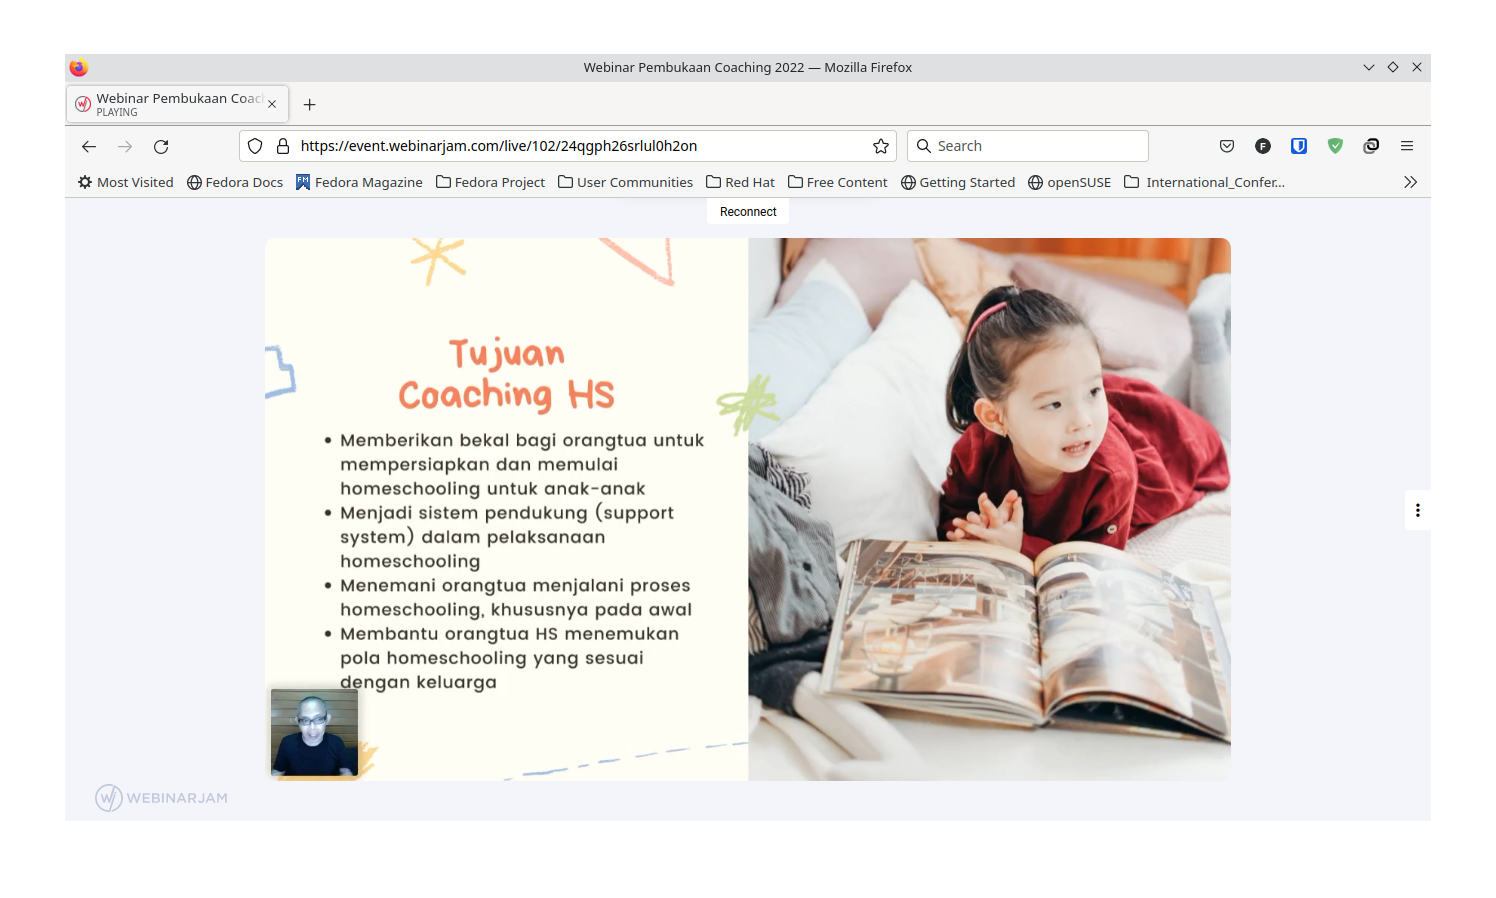 Webinar Pembukaan Coaching 2022 — Mozilla Firefox
Webinar Pembukaan Coac
PLAYING
https://event.webinarjam.com/live/102/24qgph26srlul0h2on
Search
Most Visited
Fedora Docs
Fedora Magazine
Fedora Project
User Communities
Red Hat
Free Content
Getting Started
openSUSE
International_Confer...
Reconnect
Tujuan
Coaching HS
• Memberikan bekal bagi orangtua untuk
mempersiapkan dan memulai
homeschooling untuk anak-anak
• Menjadi sistem pendukung (support
system) dalam pelaksanaan
homeschooling
• Menemani orangtua menjalani proses
homeschooling, khususnya pada awal
• Membantu orangtua HS menemukan
pola homeschooling yang sesuai
dengan keluarga
WEBINARJAM